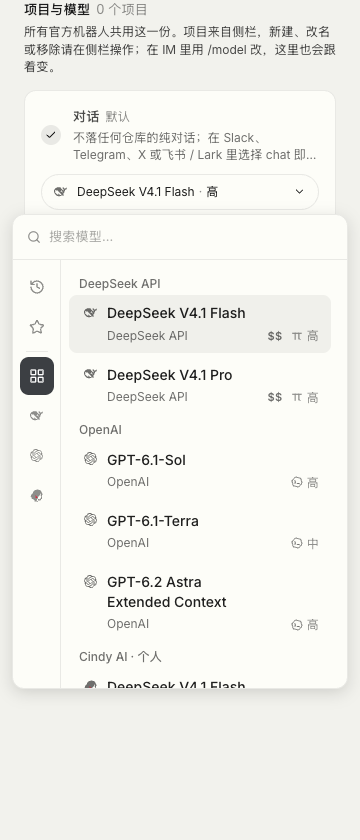 项目与模型 0 个项目
所有官方机器人共用这一份。项目来自侧栏，新建、改名
或移除请在侧栏操作；在 IM 里用 /model 改，这里也会跟
着变。
对话 默认
不落任何仓库的纯对话；在 Slack、
Telegram、X 或飞书 / Lark 里选择 chat 即...
DeepSeek V4.1 Flash · 高
搜索模型...
DeepSeek API
DeepSeek V4.1 Flash
DeepSeek API $$ π 高
DeepSeek V4.1 Pro
DeepSeek API $$ π 高
OpenAI
GPT-6.1-Sol
OpenAI 高
GPT-6.1-Terra
OpenAI 中
GPT-6.2 Astra
Extended Context
OpenAI 高
Cindy AI · 个人
DeepSeek V4.1 Flash